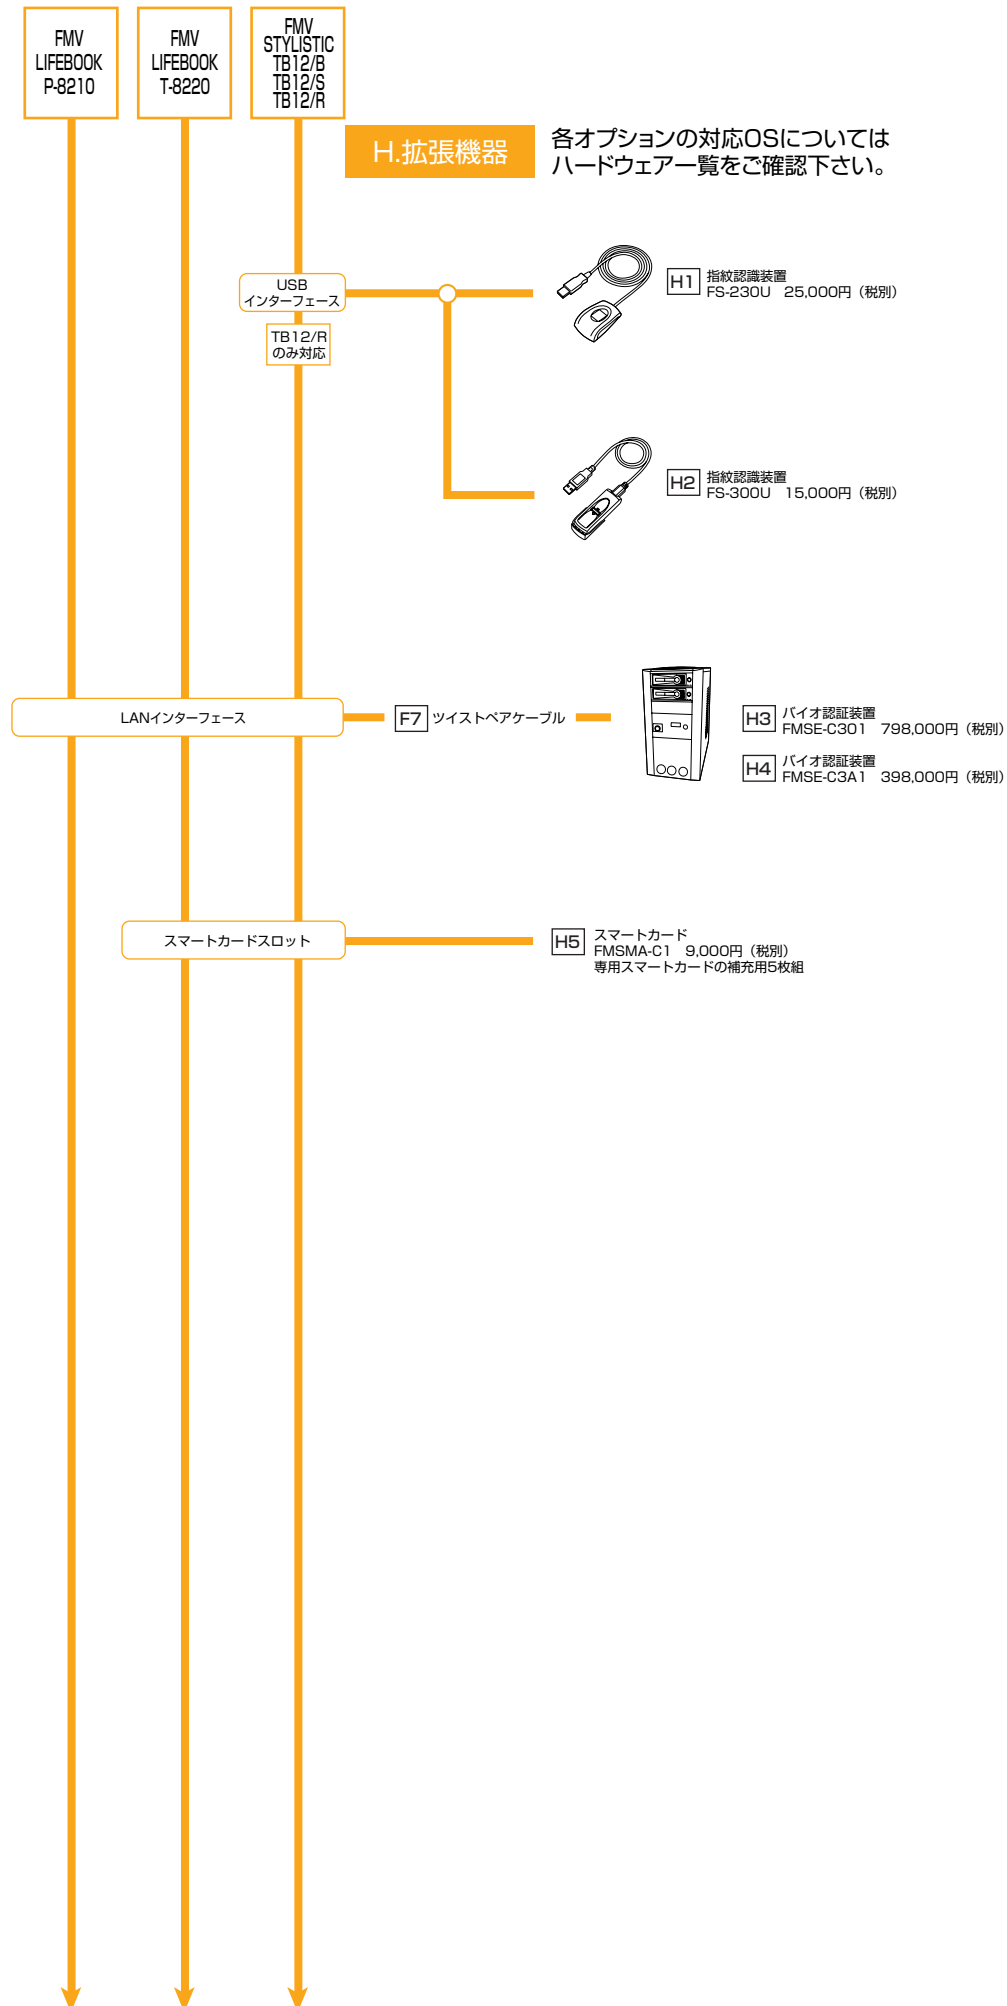 FMV
LIFEBOOK
P-8210
FMV
LIFEBOOK
T-8220
FMV
STYLISTIC
TB12/B
TB12/S
TB12/R
H.拡張機器
各オプションの対応OSについては
ハードウェア一覧をご確認下さい。
USB
インターフェース
TB12/R
のみ対応
H1 指紋認識装置
FS-230U 25,000円（税別）
H2 指紋認識装置
FS-300U 15,000円（税別）
LANインターフェース
F7 ツイストペアケーブル
H3 バイオ認証装置
FMSE-C301 798,000円（税別）
H4 バイオ認証装置
FMSE-C3A1 398,000円（税別）
スマートカードスロット
H5 スマートカード
FMSMA-C1 9,000円（税別）
専用スマートカードの補充用5枚組